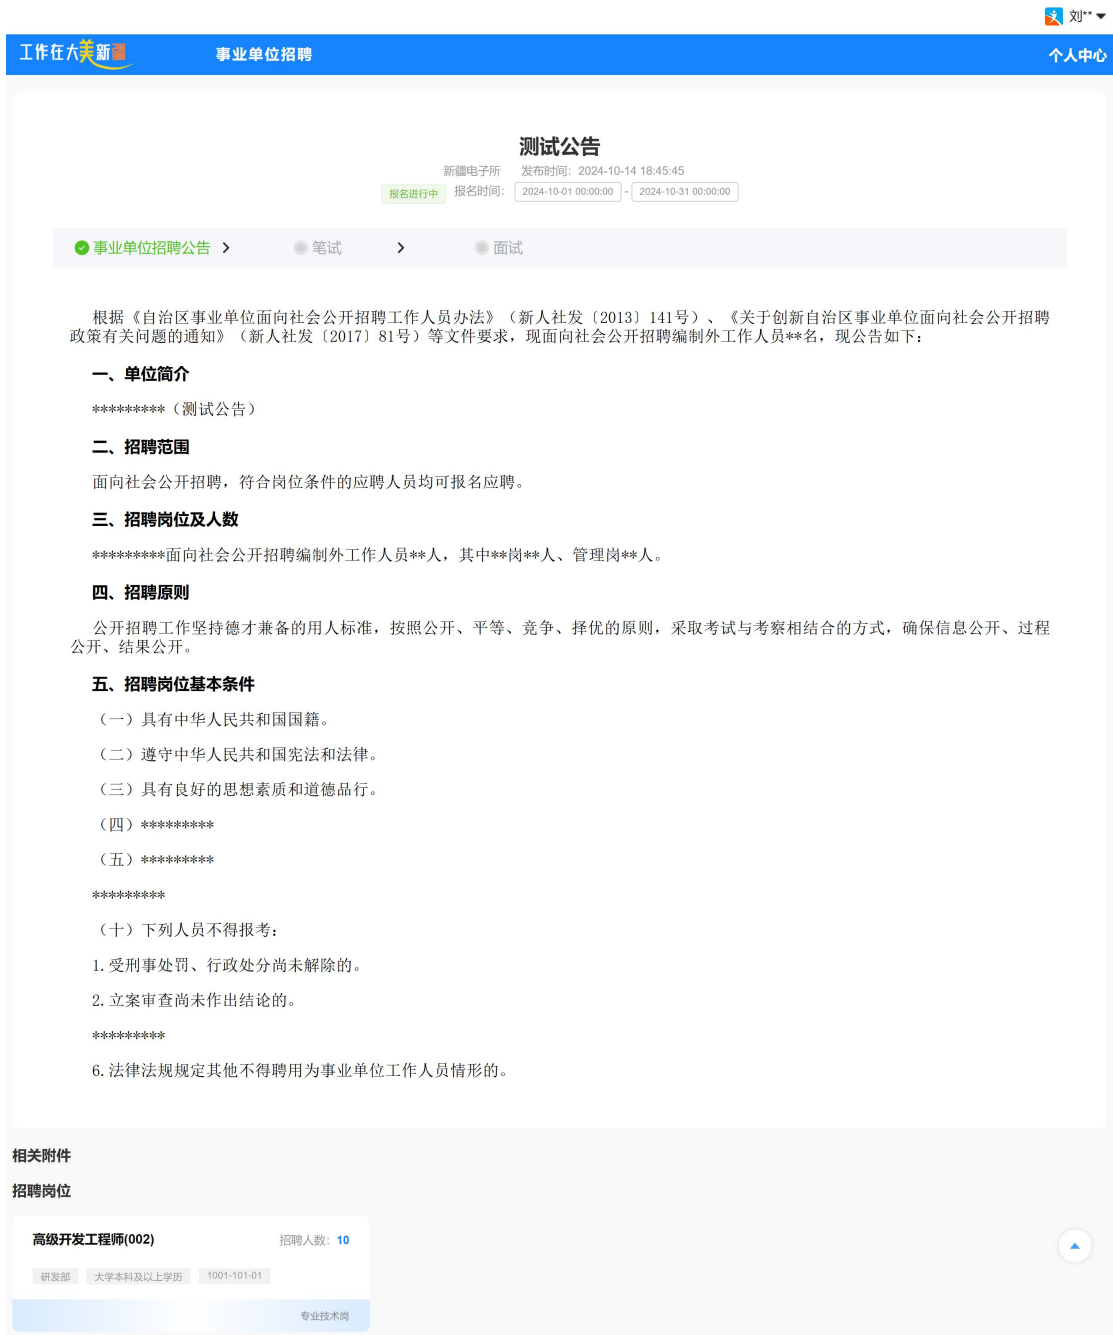 刘**
工作在大美新疆
事业单位招聘
个人中心
测试公告
新疆电子所 发布时间：2024-10-14 18:45:45
报名进行中 报名时间： 2024-10-01 00:00:00 - 2024-10-31 00:00:00
事业单位招聘公告 笔试 面试
根据《自治区事业单位面向社会公开招聘工作人员办法》（新人社发〔2013〕141号）、《关于创新自治区事业单位面向社会公开招聘
政策有关问题的通知》（新人社发〔2017〕81号）等文件要求，现面向社会公开招聘编制外工作人员**名，现公告如下：
一、单位简介
*********（测试公告）
二、招聘范围
面向社会公开招聘，符合岗位条件的应聘人员均可报名应聘。
三、招聘岗位及人数
*********面向社会公开招聘编制外工作人员**人，其中**岗**人、管理岗**人。
四、招聘原则
公开招聘工作坚持德才兼备的用人标准，按照公开、平等、竞争、择优的原则，采取考试与考察相结合的方式，确保信息公开、过程
公开、结果公开。
五、招聘岗位基本条件
（一）具有中华人民共和国国籍。
（二）遵守中华人民共和国宪法和法律。
（三）具有良好的思想素质和道德品行。
（四）*********
（五）*********
*********
（十）下列人员不得报考：
1.受刑事处罚、行政处分尚未解除的。
2.立案审查尚未作出结论的。
*********
6.法律法规规定其他不得聘用为事业单位工作人员情形的。
相关附件
招聘岗位
高级开发工程师(002) 招聘人数：10
研发部 大学本科及以上学历 1001-101-01
专业技术岗